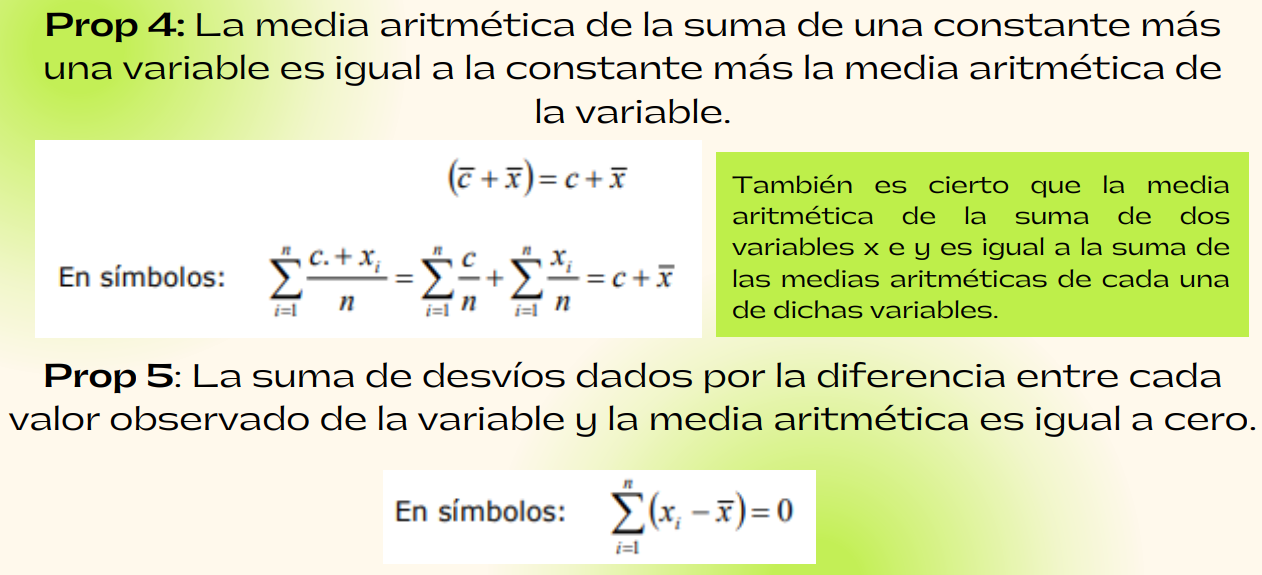 Prop 4: La media aritmética de la suma de una constante más
una variable es igual a la constante más la media aritmética de
la variable.
(c̅ + x̅) = c + x̅
En símbolos: ∑_{i=1}^{n} (c. + x_i)/n = ∑_{i=1}^{n} c/n + ∑_{i=1}^{n} x_i/n = c + x̅
También es cierto que la media
aritmética de la suma de dos
variables x e y es igual a la suma de
las medias aritméticas de cada una
de dichas variables.
Prop 5: La suma de desvíos dados por la diferencia entre cada
valor observado de la variable y la media aritmética es igual a cero.
En símbolos: ∑_{i=1}^{n} (x_i − x̅) = 0